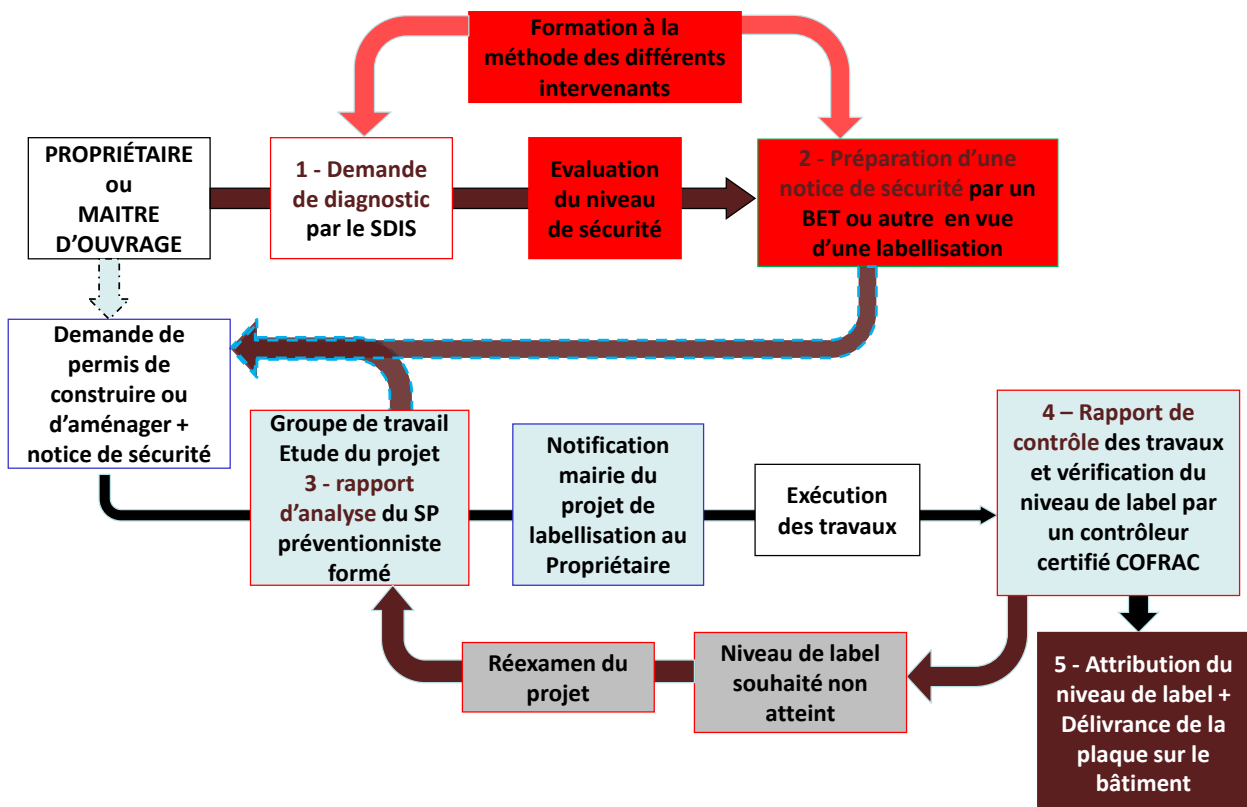 Formation à la
méthode des différents
intervenants
PROPRIÉTAIRE
ou
MAITRE
D’OUVRAGE
1 - Demande
de diagnostic
par le SDIS
Evaluation
du niveau
de sécurité
2 - Préparation d’une
notice de sécurité par un
BET ou autre en vue
d’une labellisation
Demande de
permis de
construire ou
d’aménager +
notice de sécurité
Groupe de travail
Etude du projet
3 - rapport
d’analyse du SP
préventionniste
formé
Notification
mairie du
projet de
labellisation au
Propriétaire
Exécution
des travaux
4 – Rapport de
contrôle des travaux
et vérification du
niveau de label par
un contrôleur
certifié COFRAC
Réexamen du
projet
Niveau de label
souhaité non
atteint
5 - Attribution du
niveau de label +
Délivrance de la
plaque sur le
bâtiment